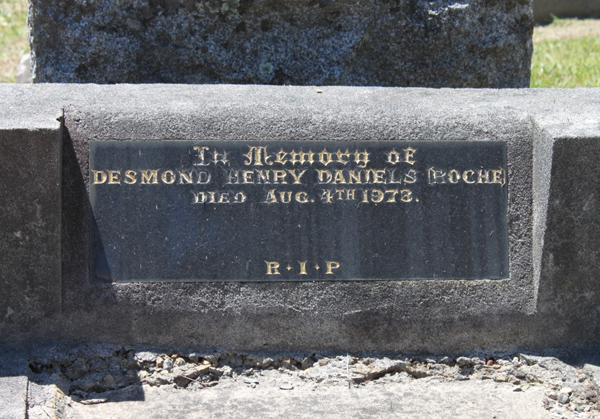 In Memory of
DESMOND HENRY DANIELS (ROCHE)
DIED AUG. 4TH 1973.
R·I·P